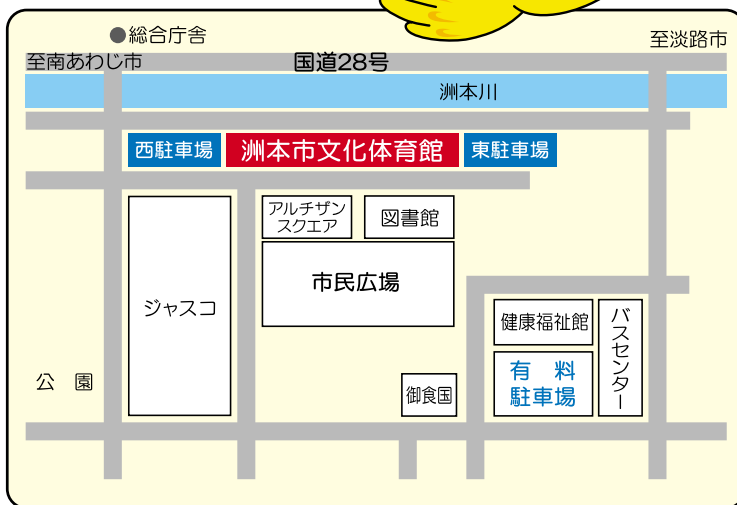 ●総合庁舎
至淡路市
至南あわじ市
国道28号
洲本川
西駐車場
洲本市文化体育館
東駐車場
アルチザン
スクエア
図書館
市民広場
ジャスコ
健康福祉館
バスセンター
有 料
駐車場
公 園
御食国